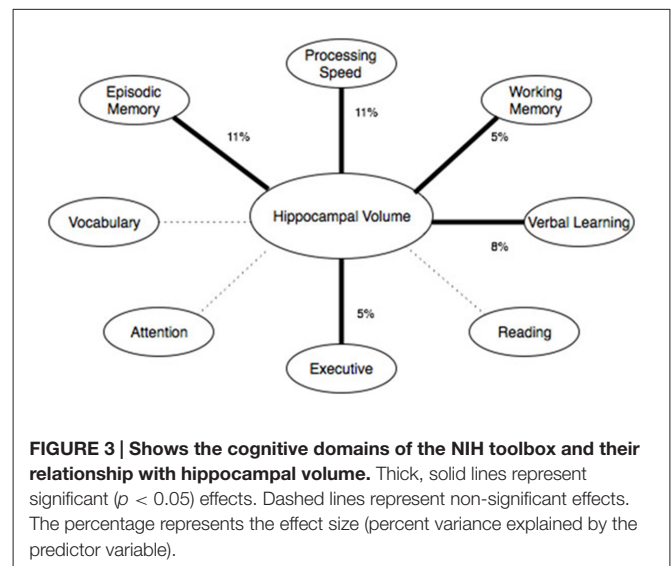 Processing
Speed
Episodic
Memory
Working
Memory
11%
11%
5%
Vocabulary
Hippocampal Volume
Verbal Learning
8%
Attention
5%
Reading
Executive
FIGURE 3 | Shows the cognitive domains of the NIH toolbox and their
relationship with hippocampal volume. Thick, solid lines represent
significant (p < 0.05) effects. Dashed lines represent non-significant effects.
The percentage represents the effect size (percent variance explained by the
predictor variable).